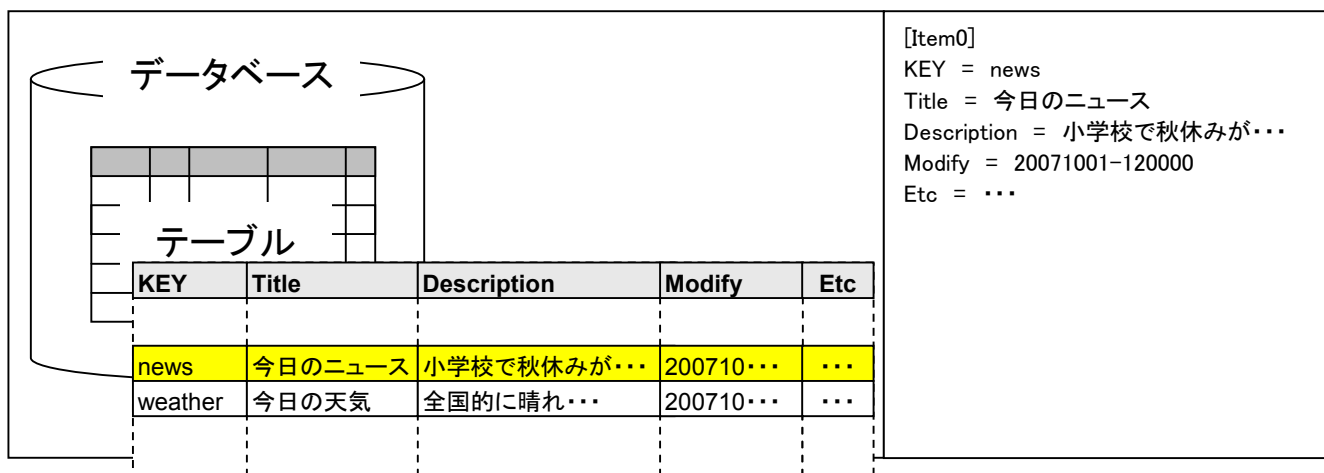 データベース
テーブル
KEY Title Description Modify Etc
news 今日のニュース 小学校で秋休みが・・・ 200710・・・ ・・・
weather 今日の天気 全国的に晴れ・・・ 200710・・・ ・・・
[Item0]
KEY = news
Title = 今日のニュース
Description = 小学校で秋休みが・・・
Modify = 20071001-120000
Etc = ・・・